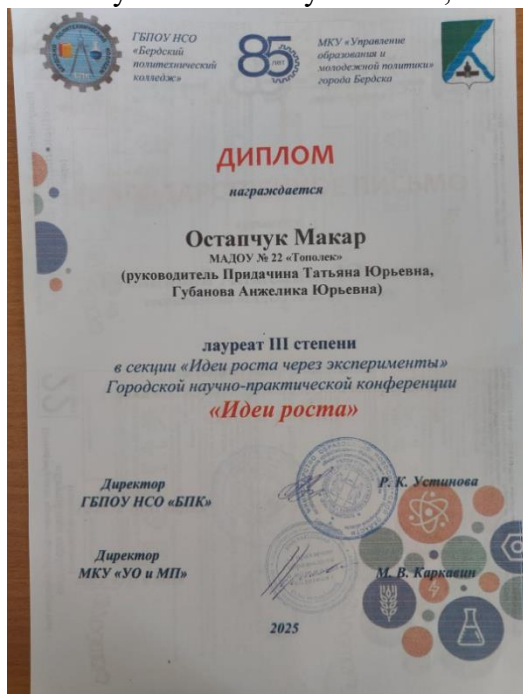 ГБПОУ НСО
«Бердский
политехнический
колледж»
85
лет
МКУ «Управление
образования и
молодежной политики»
города Бердска
ДИПЛОМ
награждается
Остапчук Макар
МАДОУ № 22 «Тополек»
(руководитель Придачина Татьяна Юрьевна,
Губанова Анжелика Юрьевна)
лауреат III степени
в секции «Идеи роста через эксперименты»
Городской научно-практической конференции
«Идеи роста»
Директор
ГБПОУ НСО «БПК»
Р. К. Устинова
Директор
МКУ «УО и МП»
М. В. Каркавин
2025